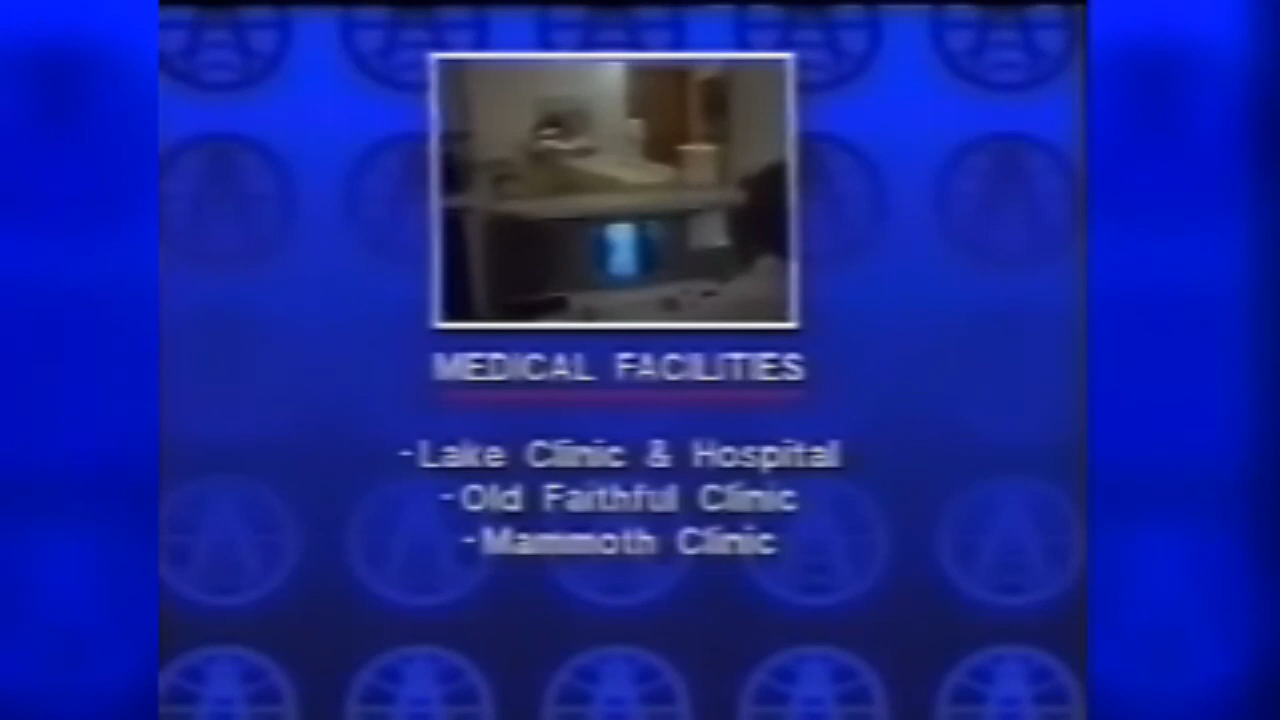 MEDICAL FACILITIES
-Lake Clinic & Hospital
-Old Faithful Clinic
-Mammoth Clinic